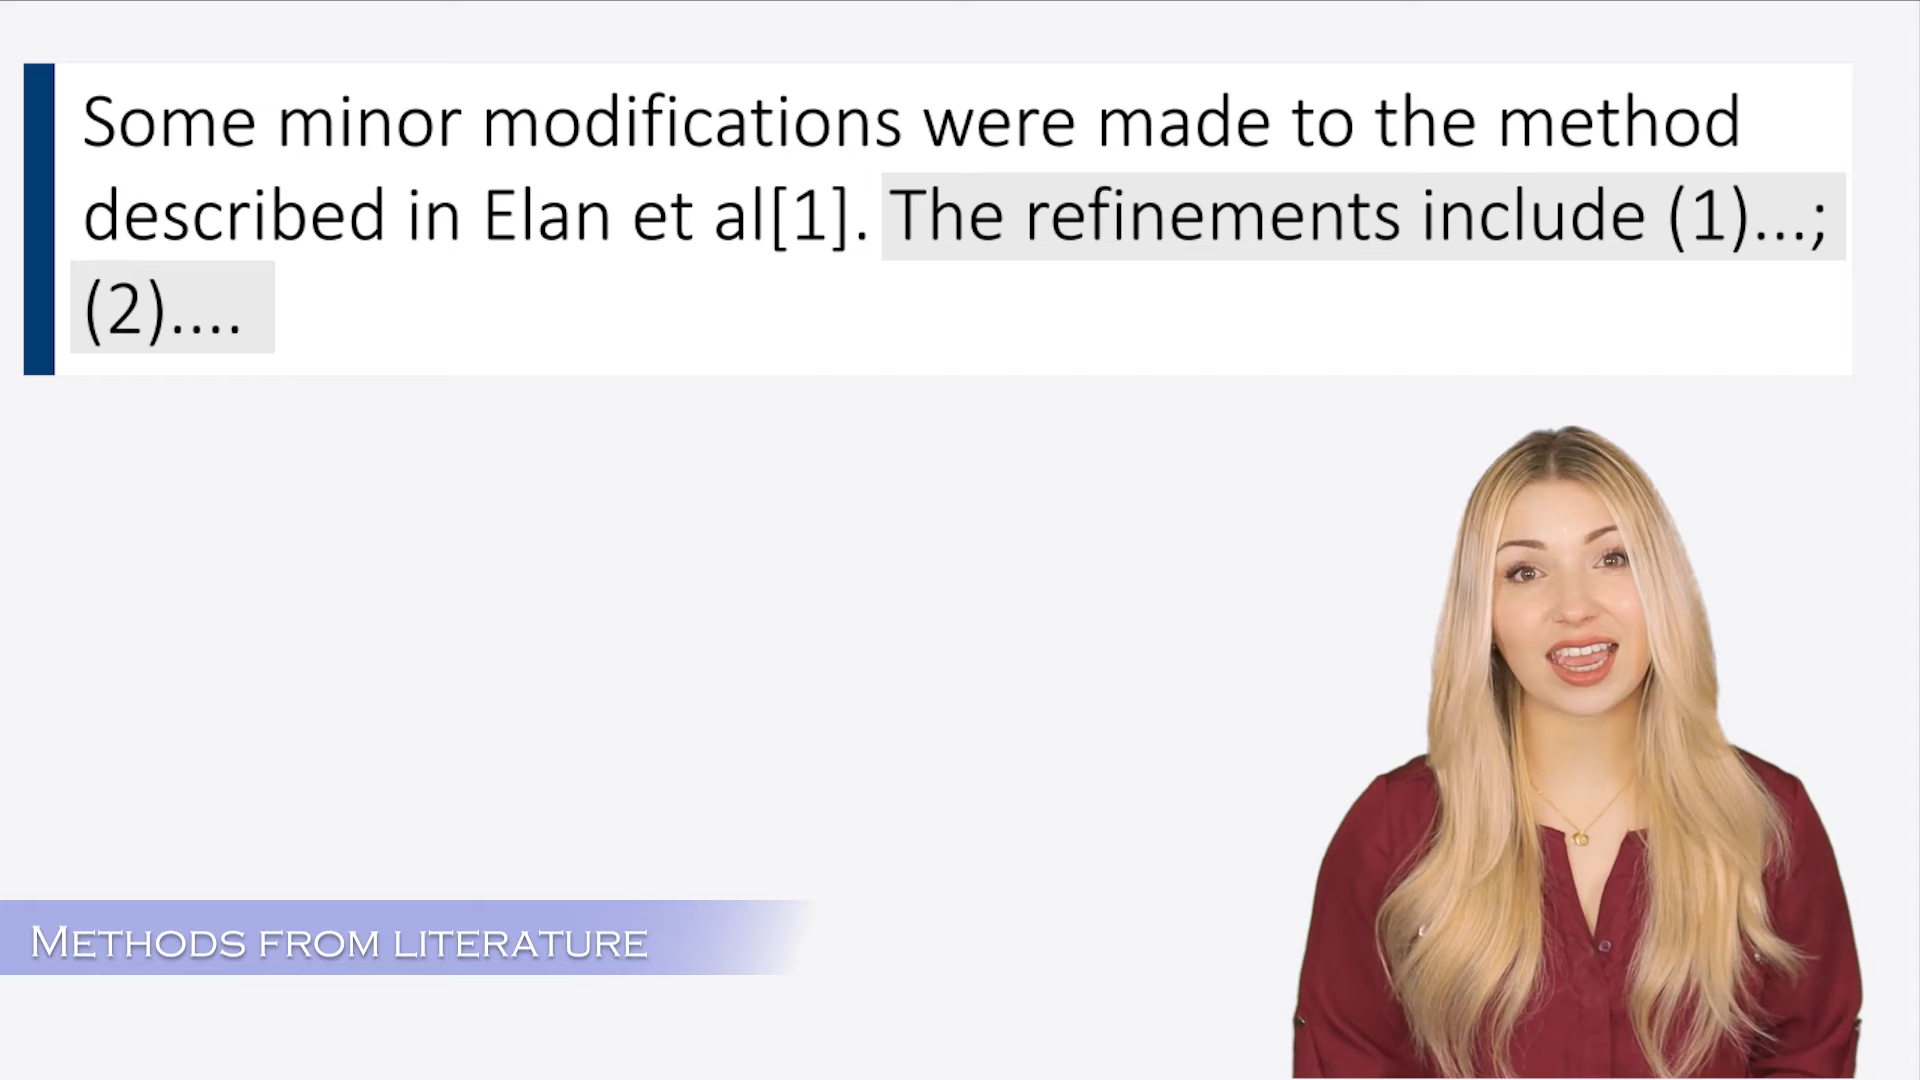 Some minor modifications were made to the method
described in Elan et al[1]. The refinements include (1)...;
(2)....
METHODS FROM LITERATURE